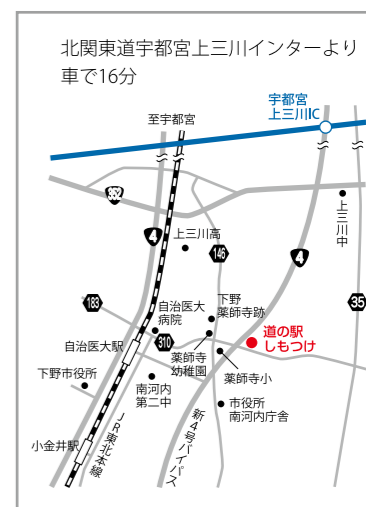 北関東道宇都宮上三川インターより
車で16分
宇都宮
上三川IC
至宇都宮
352
4
上三川高
146
4
上三川中
183
35
自治医大
病院
下野
薬師寺跡
310
道の駅
しもつけ
自治医大駅
薬師寺
幼稚園
下野市役所
薬師寺小
南河内
第二中
市役所
南河内庁舎
小金井駅
JR東北本線
新4号バイパス